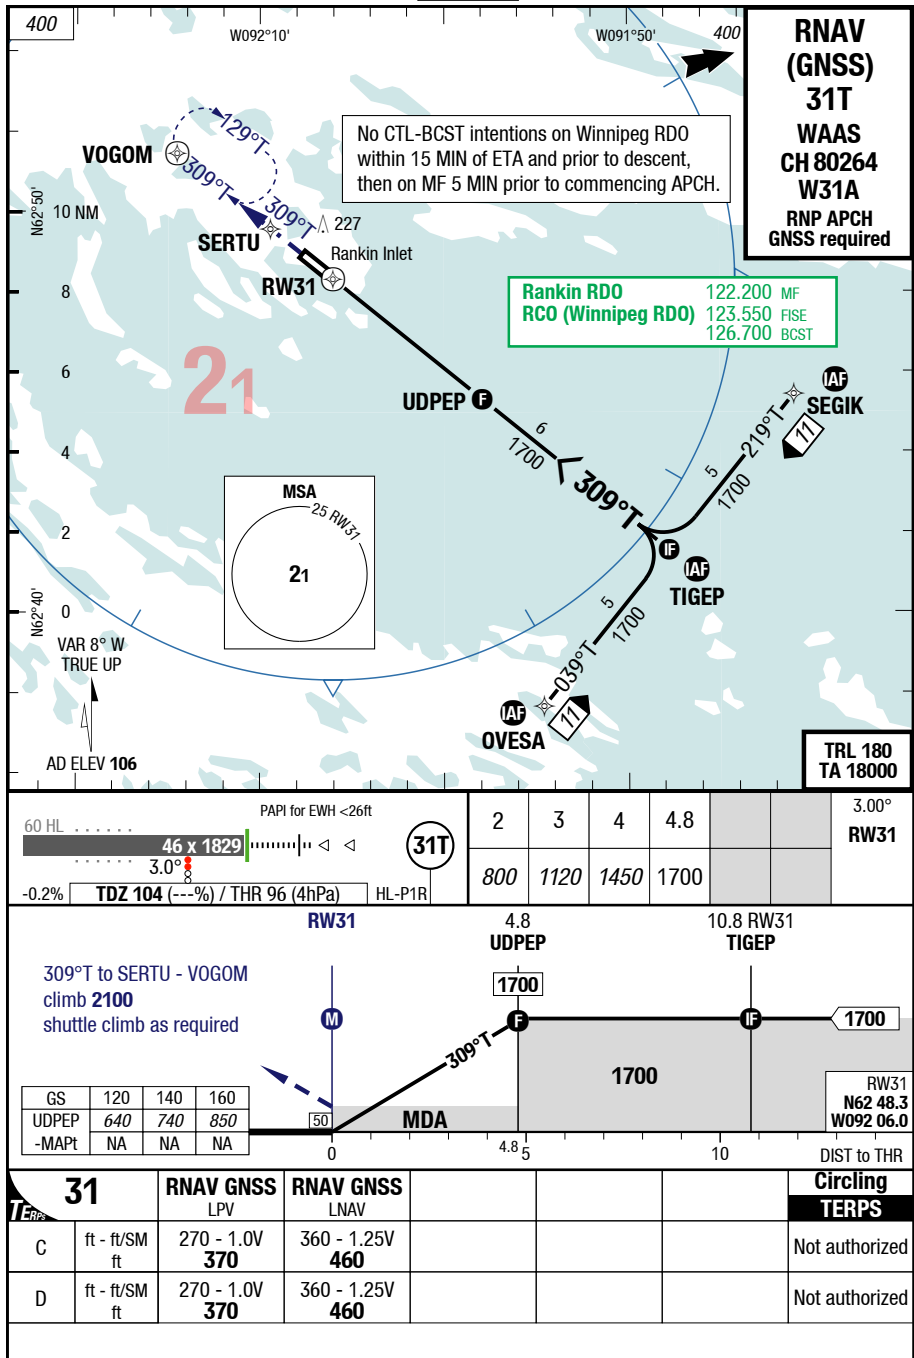 400
W092°10'
W091°50'
400
RNAV
(GNSS)
31T
WAAS
CH 80264
W31A
RNP APCH
GNSS required
No CTL-BCST intentions on Winnipeg RDO
within 15 MIN of ETA and prior to descent,
then on MF 5 MIN prior to commencing APCH.
VOGOM
129°T
309°T
309°T
227
SERTU
Rankin Inlet
RW31
N62°50'
10 NM
8
6
4
2
0
N62°40'
Rankin RDO 122.200 MF
RCO (Winnipeg RDO) 123.550 FISE
126.700 BCST
21
UDPEP F
6
1700
309°T
IAF
SEGIK
219°T
11
5
1700
IF
IAF
TIGEP
5
1700
039°T
11
IAF
OVESA
MSA
25 RW31
21
VAR 8° W
TRUE UP
AD ELEV 106
TRL 180
TA 18000
PAPI for EWH <26ft
60 HL
46 x 1829
3.0°
-0.2%
TDZ 104 (---%) / THR 96 (4hPa)
HL-P1R
31T
2 3 4 4.8
800 1120 1450 1700
3.00°
RW31
RW31
4.8
UDPEP
10.8 RW31
TIGEP
309°T to SERTU - VOGOM
climb 2100
shuttle climb as required
M
1700
F
IF
1700
309°T
1700
50
MDA
GS 120 140 160
UDPEP 640 740 850
-MAPt NA NA NA
RW31
N62 48.3
W092 06.0
0 4.8 5 10 DIST to THR
TERPS
31
RNAV GNSS
LPV
RNAV GNSS
LNAV
Circling
TERPS
C
ft - ft/SM
ft
270 - 1.0V
370
360 - 1.25V
460
Not authorized
D
ft - ft/SM
ft
270 - 1.0V
370
360 - 1.25V
460
Not authorized